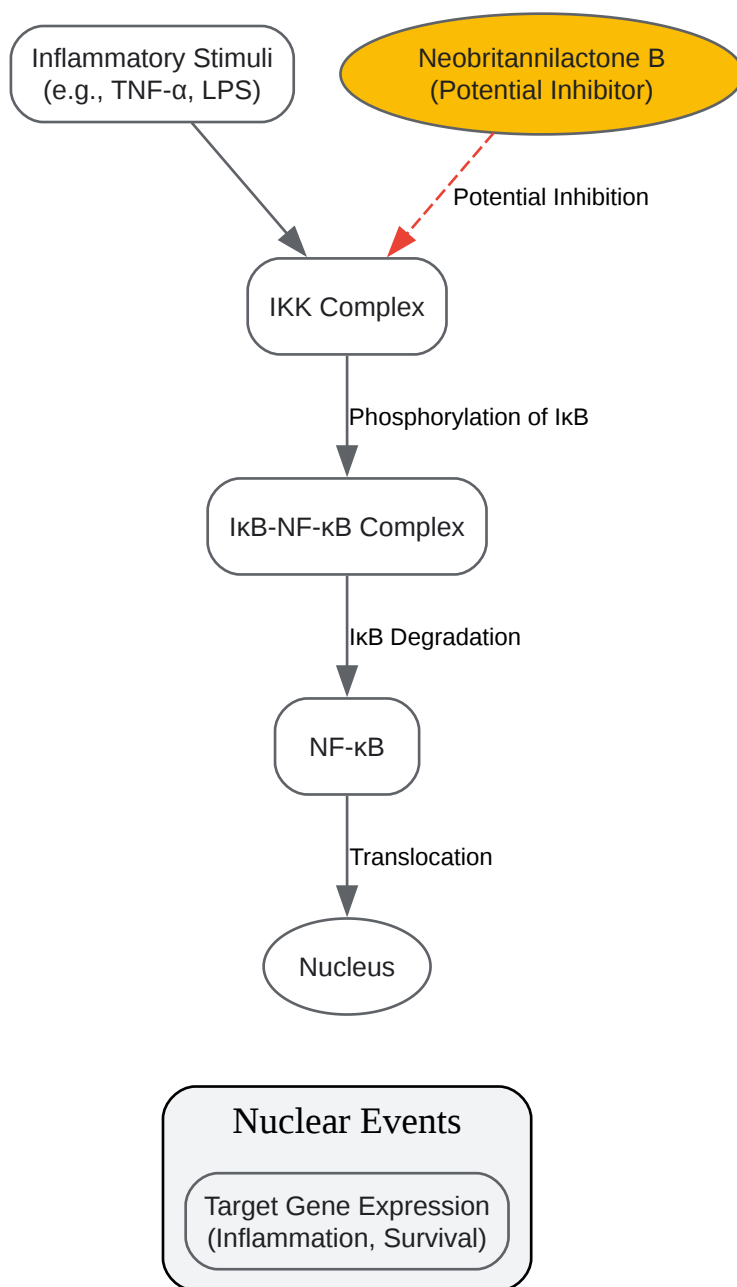 Inflammatory Stimuli
(e.g., TNF-α, LPS)
Neobritannilactone B
(Potential Inhibitor)
Potential Inhibition
IKK Complex
Phosphorylation of IκB
IκB-NF-κB Complex
IκB Degradation
NF-κB
Translocation
Nucleus
Nuclear Events
Target Gene Expression
(Inflammation, Survival)